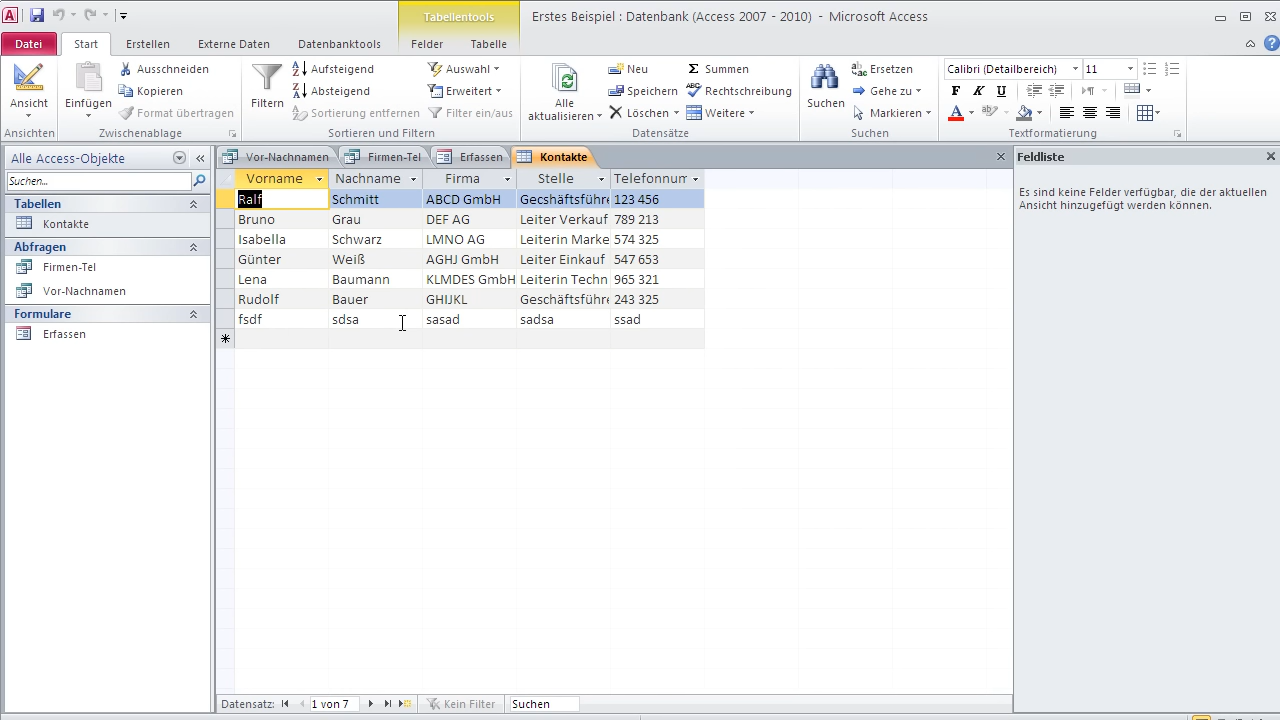 Tabellentools
Erstes Beispiel : Datenbank (Access 2007 - 2010) - Microsoft Access
Datei Start Erstellen Externe Daten Datenbanktools Felder Tabelle
Ansicht
Ansichten
Einfügen
Ausschneiden
Kopieren
Format übertragen
Zwischenablage
Filtern
Aufsteigend
Absteigend
Sortierung entfernen
Auswahl
Erweitert
Filter ein/aus
Sortieren und Filtern
Alle
aktualisieren
Neu
Speichern
Löschen
Summen
Rechtschreibung
Weitere
Datensätze
Suchen
Ersetzen
Gehe zu
Markieren
Suchen
Calibri (Detailbereich) 11
F K U
Textformatierung
Alle Access-Objekte
Suchen...
Tabellen
Kontakte
Abfragen
Firmen-Tel
Vor-Nachnamen
Formulare
Erfassen
Vor-Nachnamen Firmen-Tel Erfassen Kontakte
Vorname Nachname Firma Stelle Telefonnum
Ralf Schmitt ABCD GmbH Gecshäftsführe 123 456
Bruno Grau DEF AG Leiter Verkauf 789 213
Isabella Schwarz LMNO AG Leiterin Marke 574 325
Günter Weiß AGHJ GmbH Leiter Einkauf 547 653
Lena Baumann KLMDES GmbH Leiterin Techn 965 321
Rudolf Bauer GHIJKL Geschäftsführe 243 325
fsdf sdsa sasad sadsa ssad
Feldliste
Es sind keine Felder verfügbar, die der aktuellen
Ansicht hinzugefügt werden können.
Datensatz: 1 von 7 Kein Filter Suchen